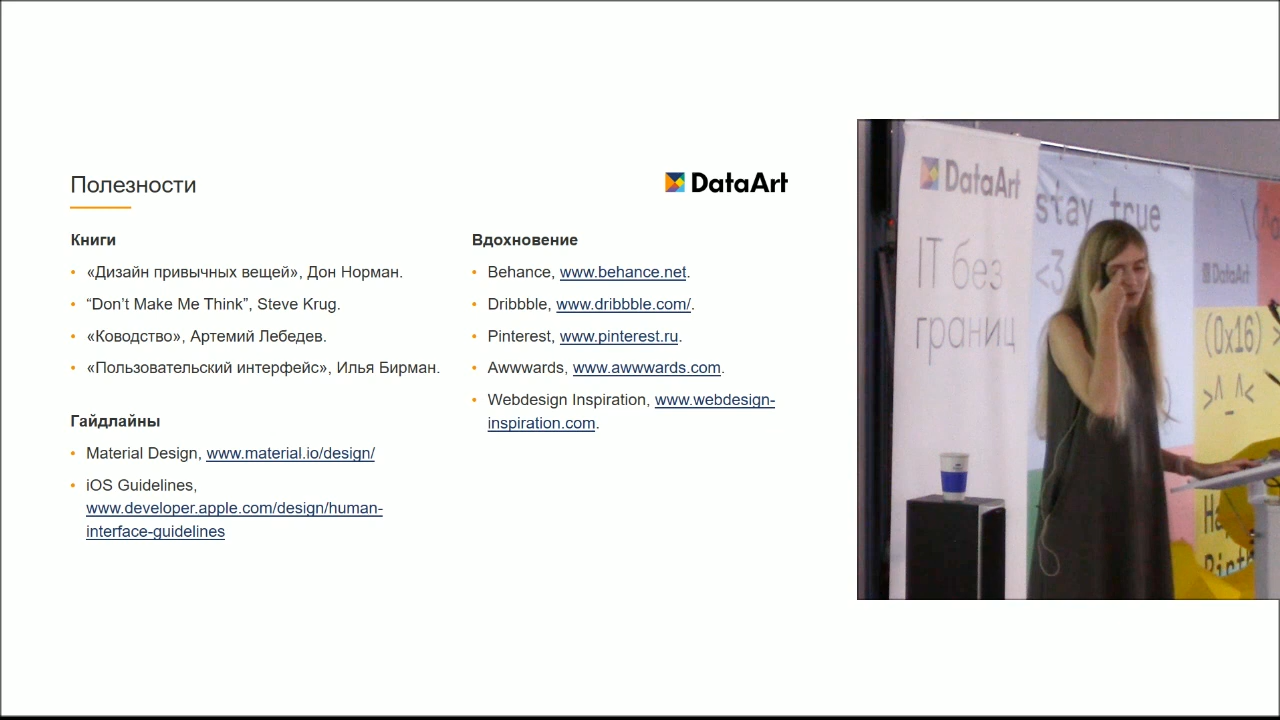 Полезности
DataArt
Книги
• «Дизайн привычных вещей», Дон Норман.
• “Don’t Make Me Think”, Steve Krug.
• «Ководство», Артемий Лебедев.
• «Пользовательский интерфейс», Илья Бирман.
Гайдлайны
• Material Design, www.material.io/design/
• iOS Guidelines,
www.developer.apple.com/design/human-
interface-guidelines
Вдохновение
• Behance, www.behance.net.
• Dribbble, www.dribbble.com/.
• Pinterest, www.pinterest.ru.
• Awwwards, www.awwwards.com.
• Webdesign Inspiration, www.webdesign-
inspiration.com.
DataArt
IT без
границ
stay true
<3
DataArt
(0x16) >
>^_^<